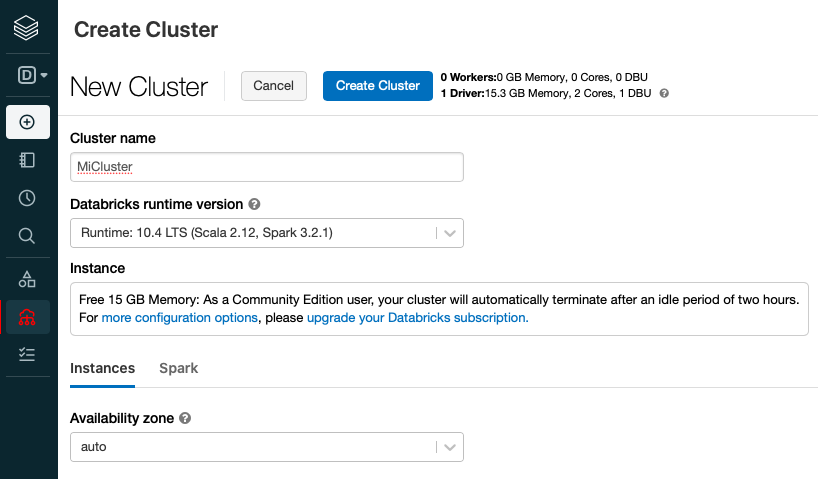 Create Cluster
D
New Cluster
Cancel
Create Cluster
0 Workers:0 GB Memory, 0 Cores, 0 DBU
1 Driver:15.3 GB Memory, 2 Cores, 1 DBU ?
Cluster name
MiCluster
Databricks runtime version ?
Runtime: 10.4 LTS (Scala 2.12, Spark 3.2.1)
Instance
Free 15 GB Memory: As a Community Edition user, your cluster will automatically terminate after an idle period of two hours.
For more configuration options, please upgrade your Databricks subscription.
Instances
Spark
Availability zone ?
auto